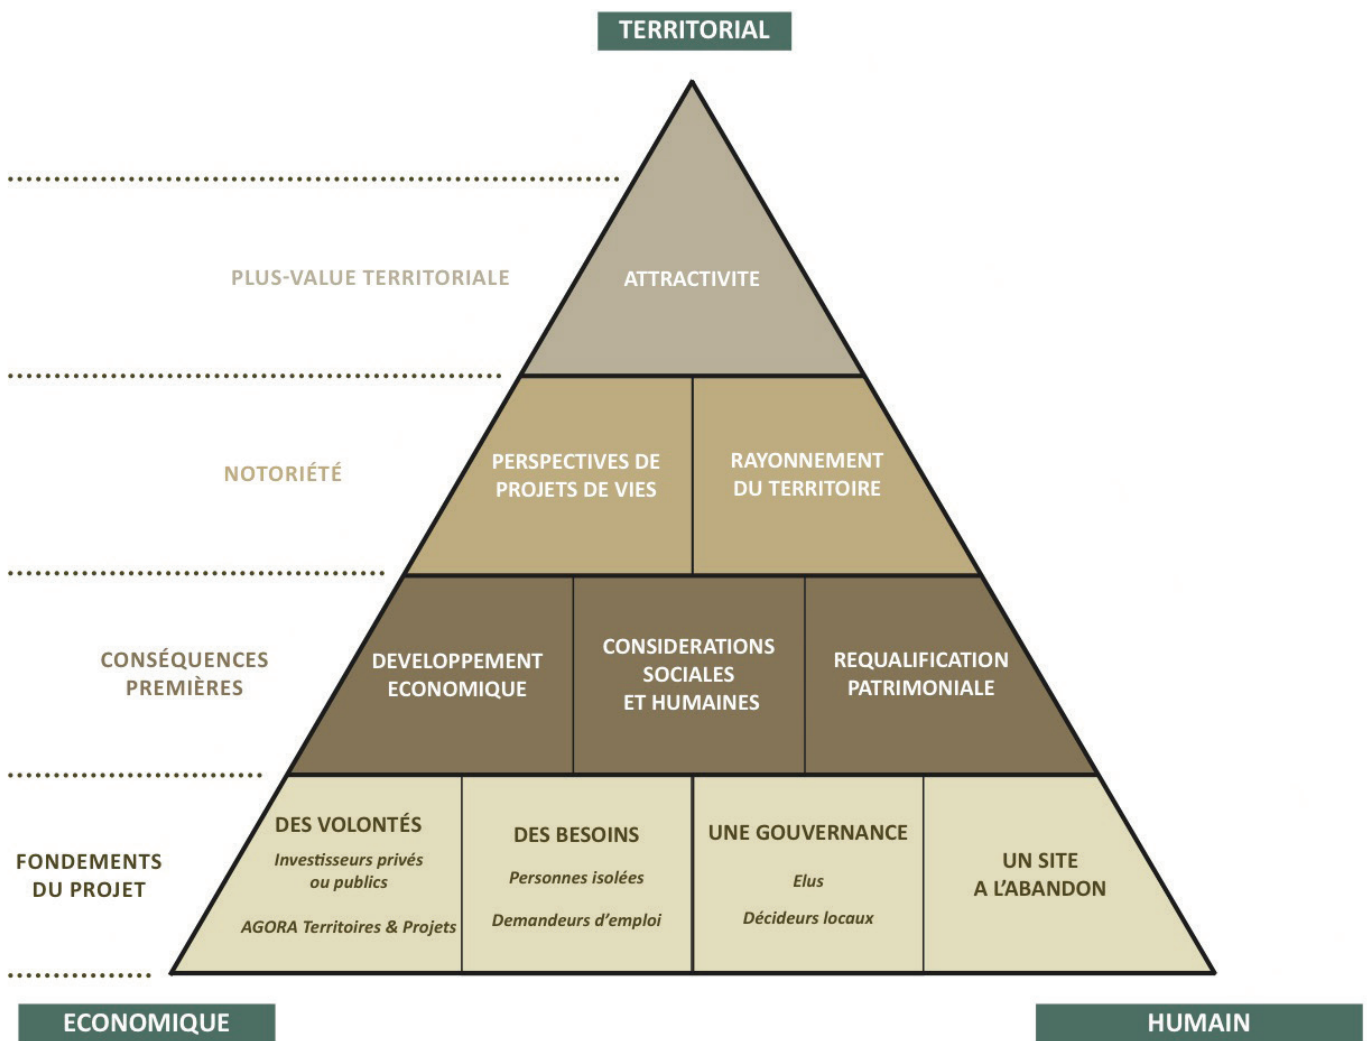 TERRITORIAL
PLUS-VALUE TERRITORIALE
ATTRACTIVITE
NOTORIÉTÉ
PERSPECTIVES DE
PROJETS DE VIES
RAYONNEMENT
DU TERRITOIRE
CONSÉQUENCES
PREMIÈRES
DEVELOPPEMENT
ECONOMIQUE
CONSIDERATIONS
SOCIALES
ET HUMAINES
REQUALIFICATION
PATRIMONIALE
FONDEMENTS
DU PROJET
DES VOLONTÉS
Investisseurs privés
ou publics
AGORA Territoires & Projets
DES BESOINS
Personnes isolées
Demandeurs d’emploi
UNE GOUVERNANCE
Elus
Décideurs locaux
UN SITE
A L’ABANDON
ECONOMIQUE
HUMAIN